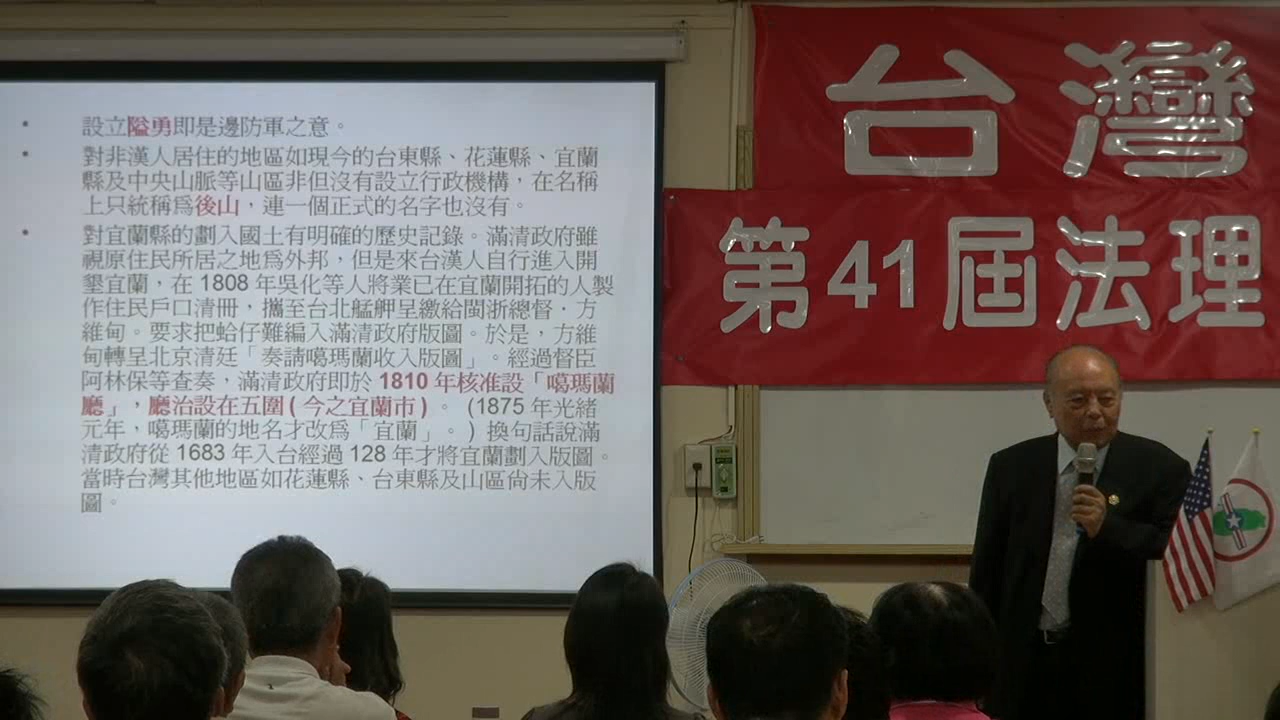 • 設立隘勇即是邊防軍之意。
• 對非漢人居住的地區如現今的台東縣、花蓮縣、宜蘭
縣及中央山脈等山區非但沒有設立行政機構，在名稱
上只統稱爲後山，連一個正式的名字也沒有。
• 對宜蘭縣的劃入國土有明確的歷史記錄。滿清政府雖
視原住民所居之地爲外邦，但是來台漢人自行進入開
墾宜蘭，在 1808 年吳化等人將業已在宜蘭開拓的人製
作住民戶口清冊，攜至台北艋舺呈繳給閩浙總督．方
維甸。要求把蛤仔難編入滿清政府版圖。於是，方維
甸轉呈北京清廷「奏請噶瑪蘭收入版圖」。經過督臣
阿林保等查奏，滿清政府即於 1810 年核准設「噶瑪蘭
廳」，廳治設在五圍 ( 今之宜蘭市 ) 。（1875 年光緒
元年，噶瑪蘭的地名才改爲「宜蘭」。）換句話說滿
清政府從 1683 年入台經過 128 年才將宜蘭劃入版圖。
當時台灣其他地區如花蓮縣、台東縣及山區尚未入版
圖。
台灣
第41屆法理